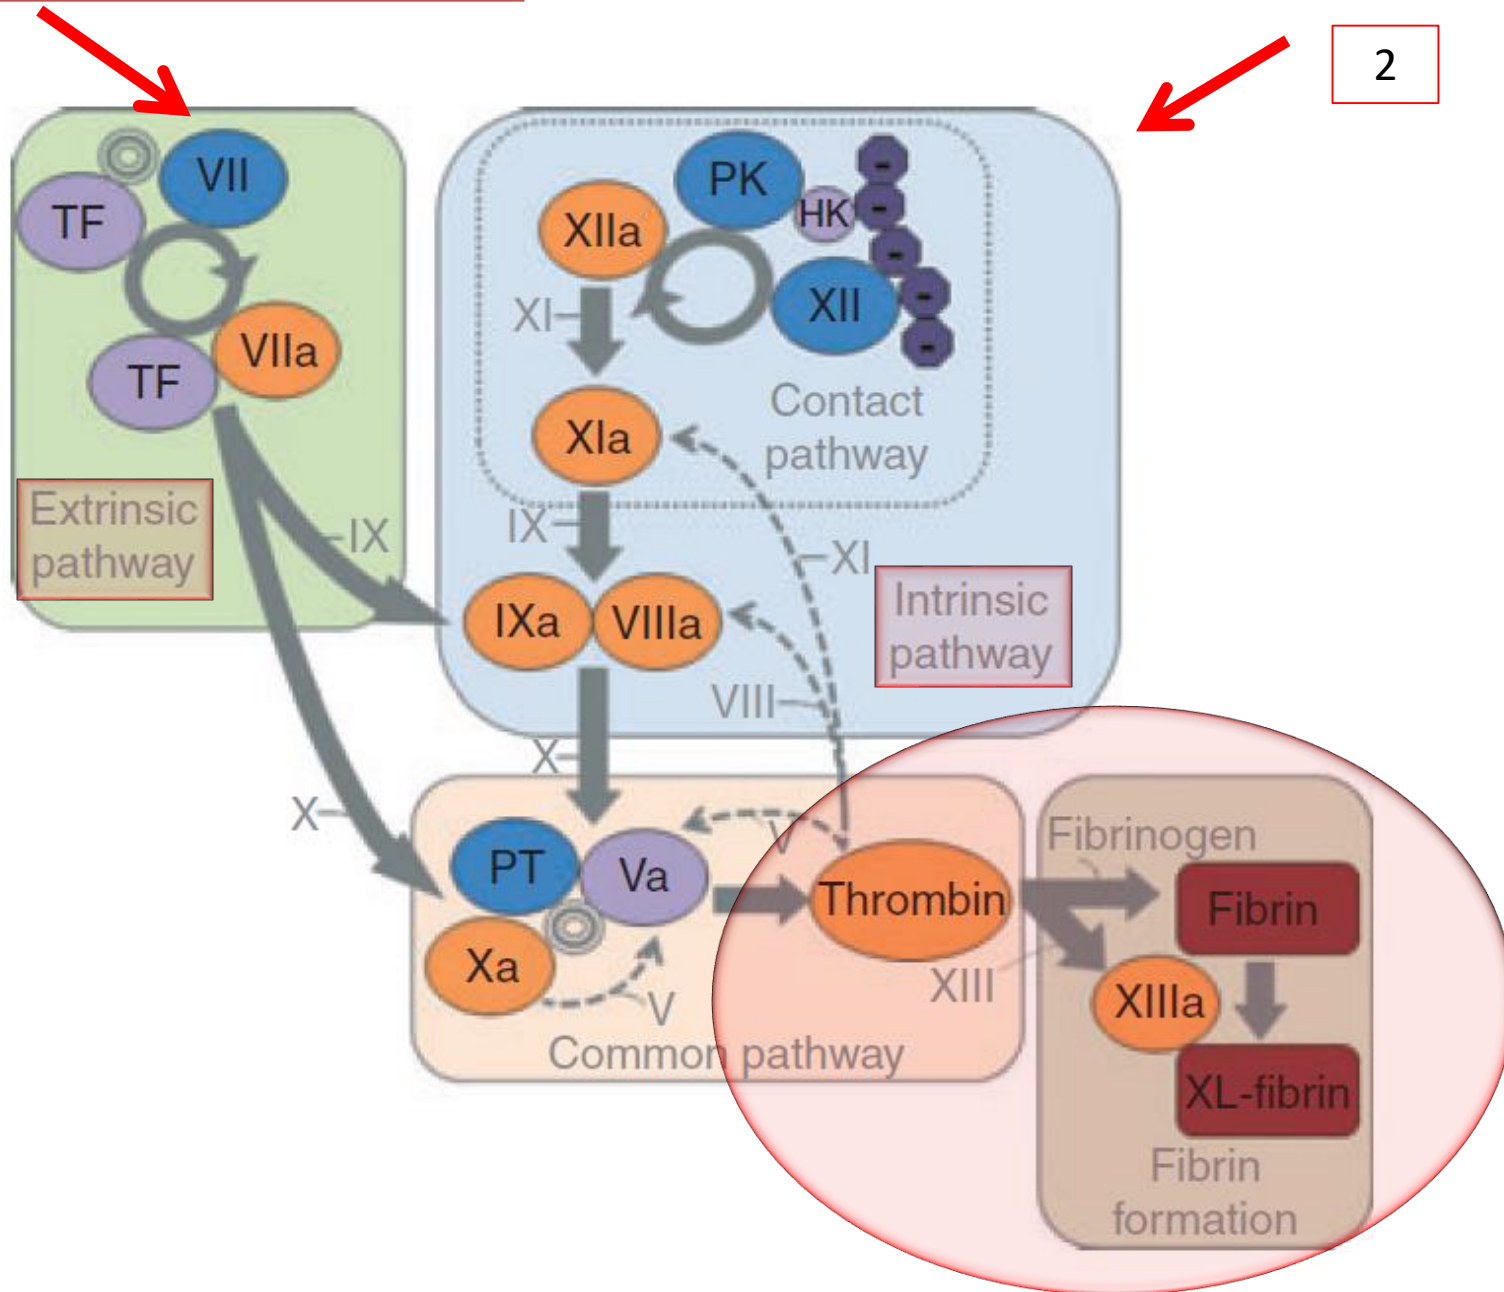 2
VII
TF
VIIa
TF
Extrinsic
pathway
IX
X
PK
HK
-
-
-
-
-
XIIa
XII
XI
XIa
Contact
pathway
IX
XI
IXa
VIIIa
Intrinsic
pathway
VIII
X
PT
Va
V
Xa
V
Common pathway
Thrombin
Fibrinogen
Fibrin
XIII
XIIIa
XL-fibrin
Fibrin
formation